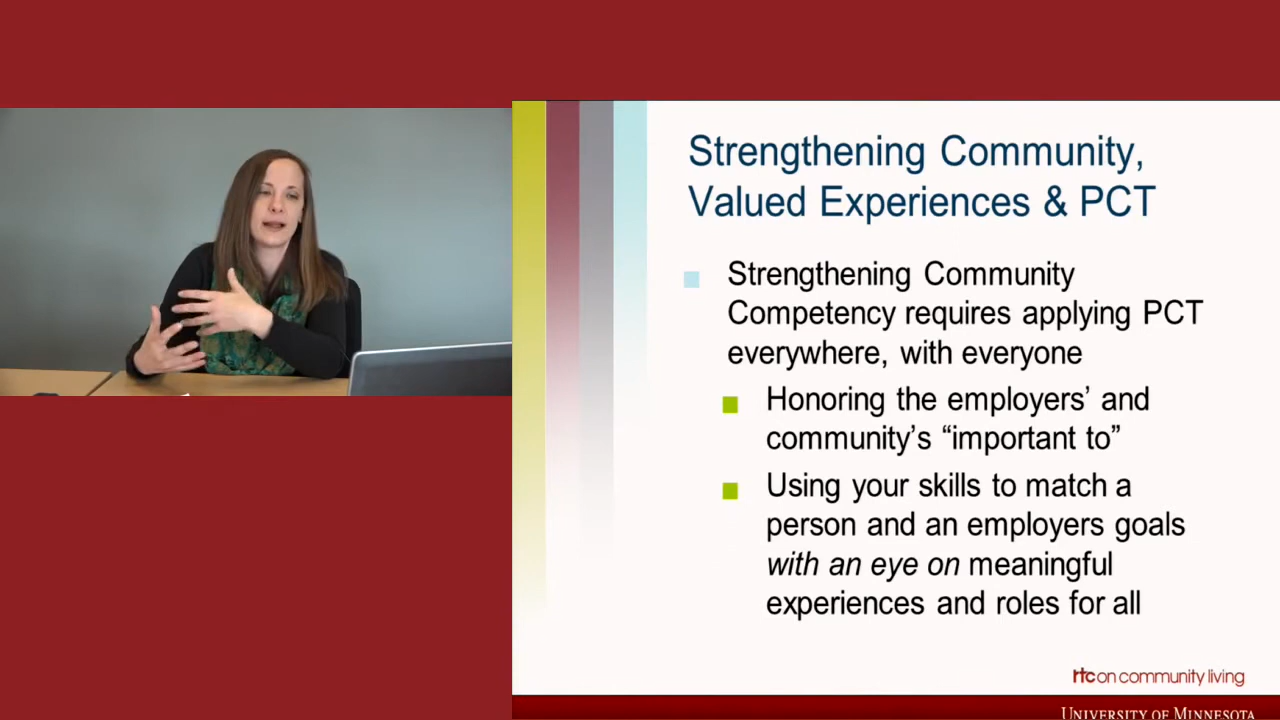 Strengthening Community,
Valued Experiences & PCT
Strengthening Community
Competency requires applying PCT
everywhere, with everyone
Honoring the employers’ and
community’s “important to”
Using your skills to match a
person and an employers goals
with an eye on meaningful
experiences and roles for all
rtc on community living
UNIVERSITY OF MINNESOTA